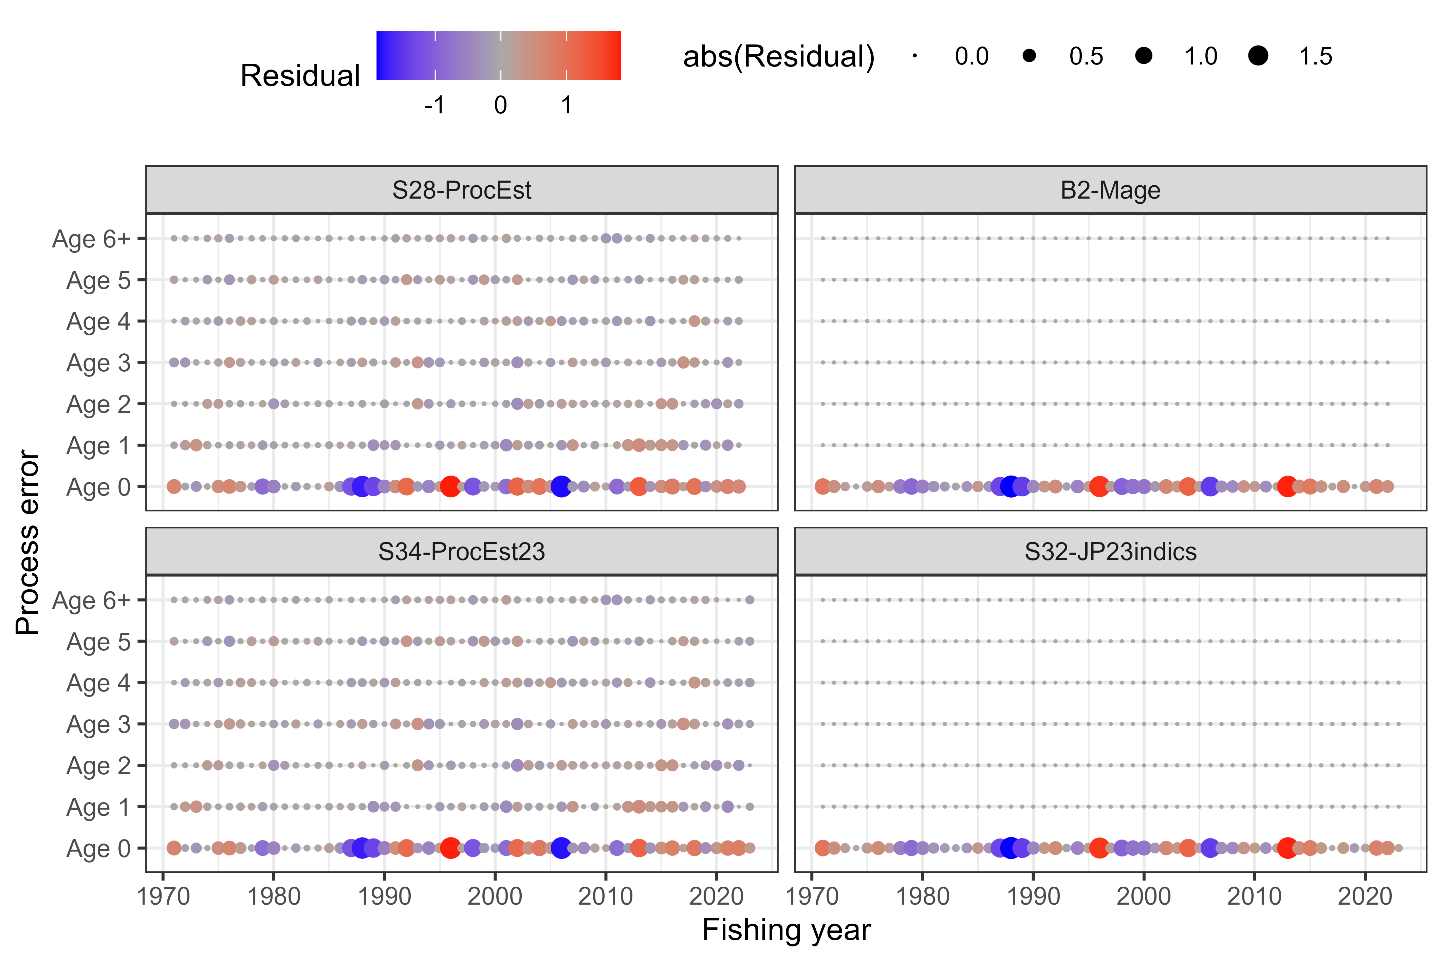 Residual
-1 0 1
abs(Residual) 0.0 0.5 1.0 1.5
S28-ProcEst
B2-Mage
Process error
Age 6+
Age 5
Age 4
Age 3
Age 2
Age 1
Age 0
S34-ProcEst23
S32-JP23indics
Age 6+
Age 5
Age 4
Age 3
Age 2
Age 1
Age 0
1970 1980 1990 2000 2010 2020
1970 1980 1990 2000 2010 2020
Fishing year